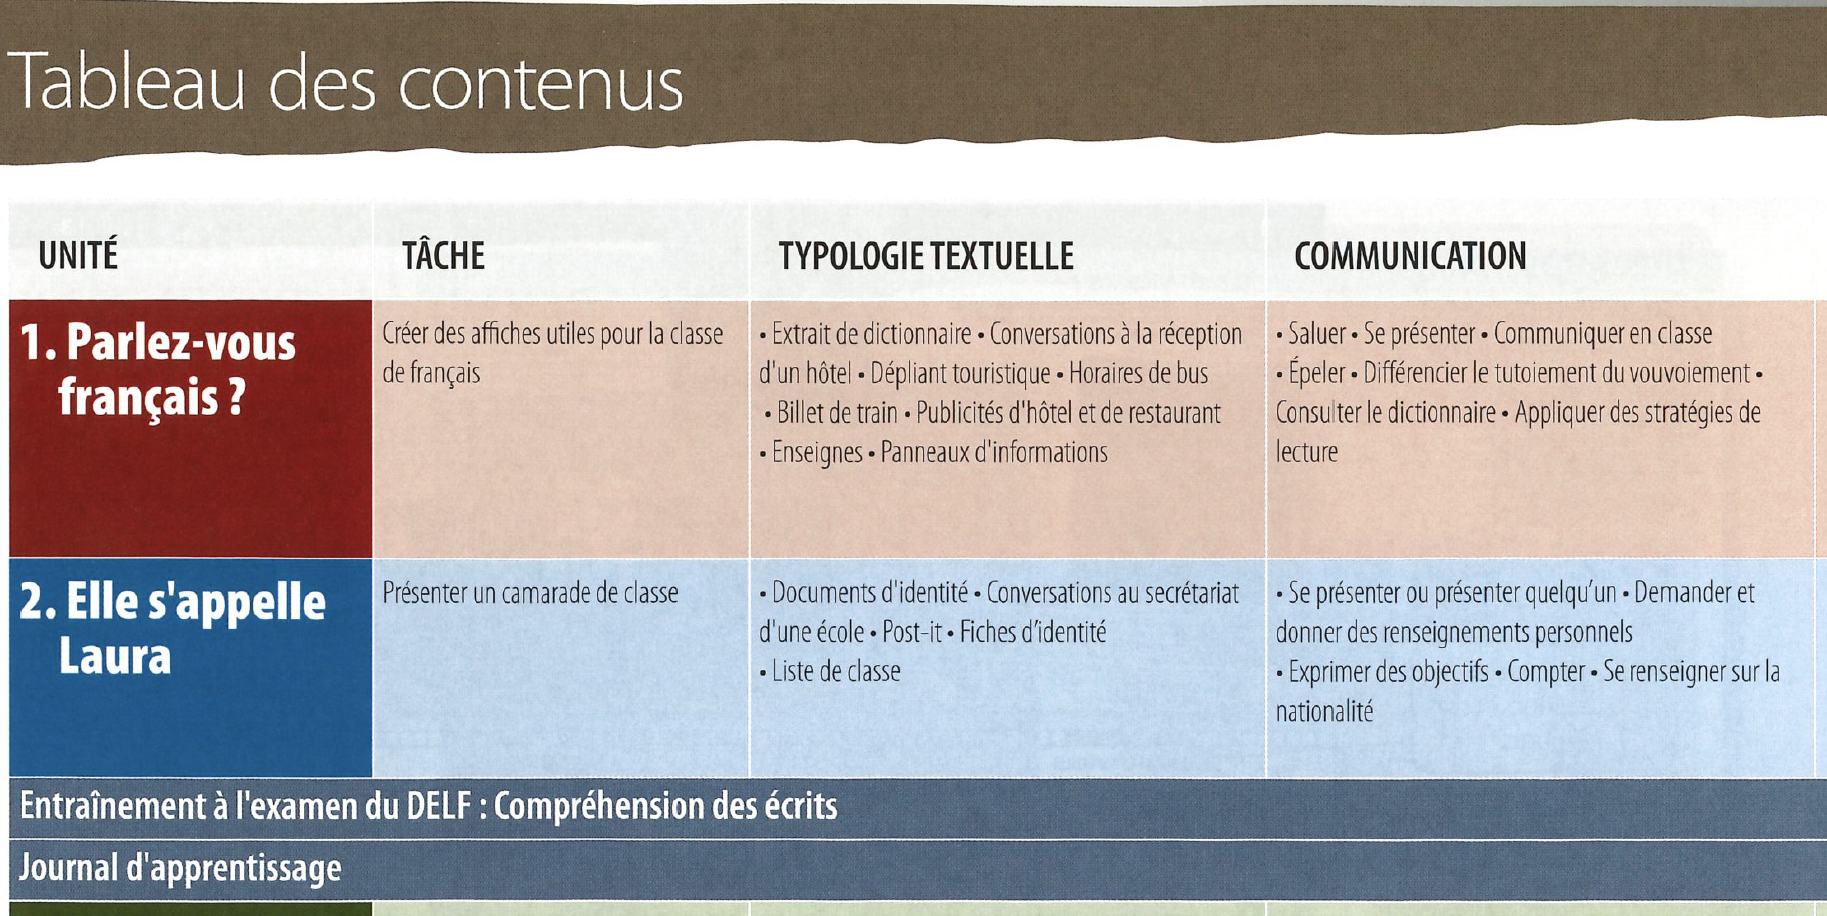 Tableau des contenus
UNITÉ
TÂCHE
TYPOLOGIE TEXTUELLE
COMMUNICATION
1. Parlez-vous
français ?
Créer des affiches utiles pour la classe
de français
• Extrait de dictionnaire • Conversations à la réception
d'un hôtel • Dépliant touristique • Horaires de bus
• Billet de train • Publicités d'hôtel et de restaurant
• Enseignes • Panneaux d'informations
• Saluer • Se présenter • Communiquer en classe
• Épeler • Différencier le tutoiement du vouvoiement •
Consulter le dictionnaire • Appliquer des stratégies de
lecture
2. Elle s'appelle
Laura
Présenter un camarade de classe
• Documents d'identité • Conversations au secrétariat
d'une école • Post-it • Fiches d’identité
• Liste de classe
• Se présenter ou présenter quelqu’un • Demander et
donner des renseignements personnels
• Exprimer des objectifs • Compter • Se renseigner sur la
nationalité
Entraînement à l'examen du DELF : Compréhension des écrits
Journal d'apprentissage